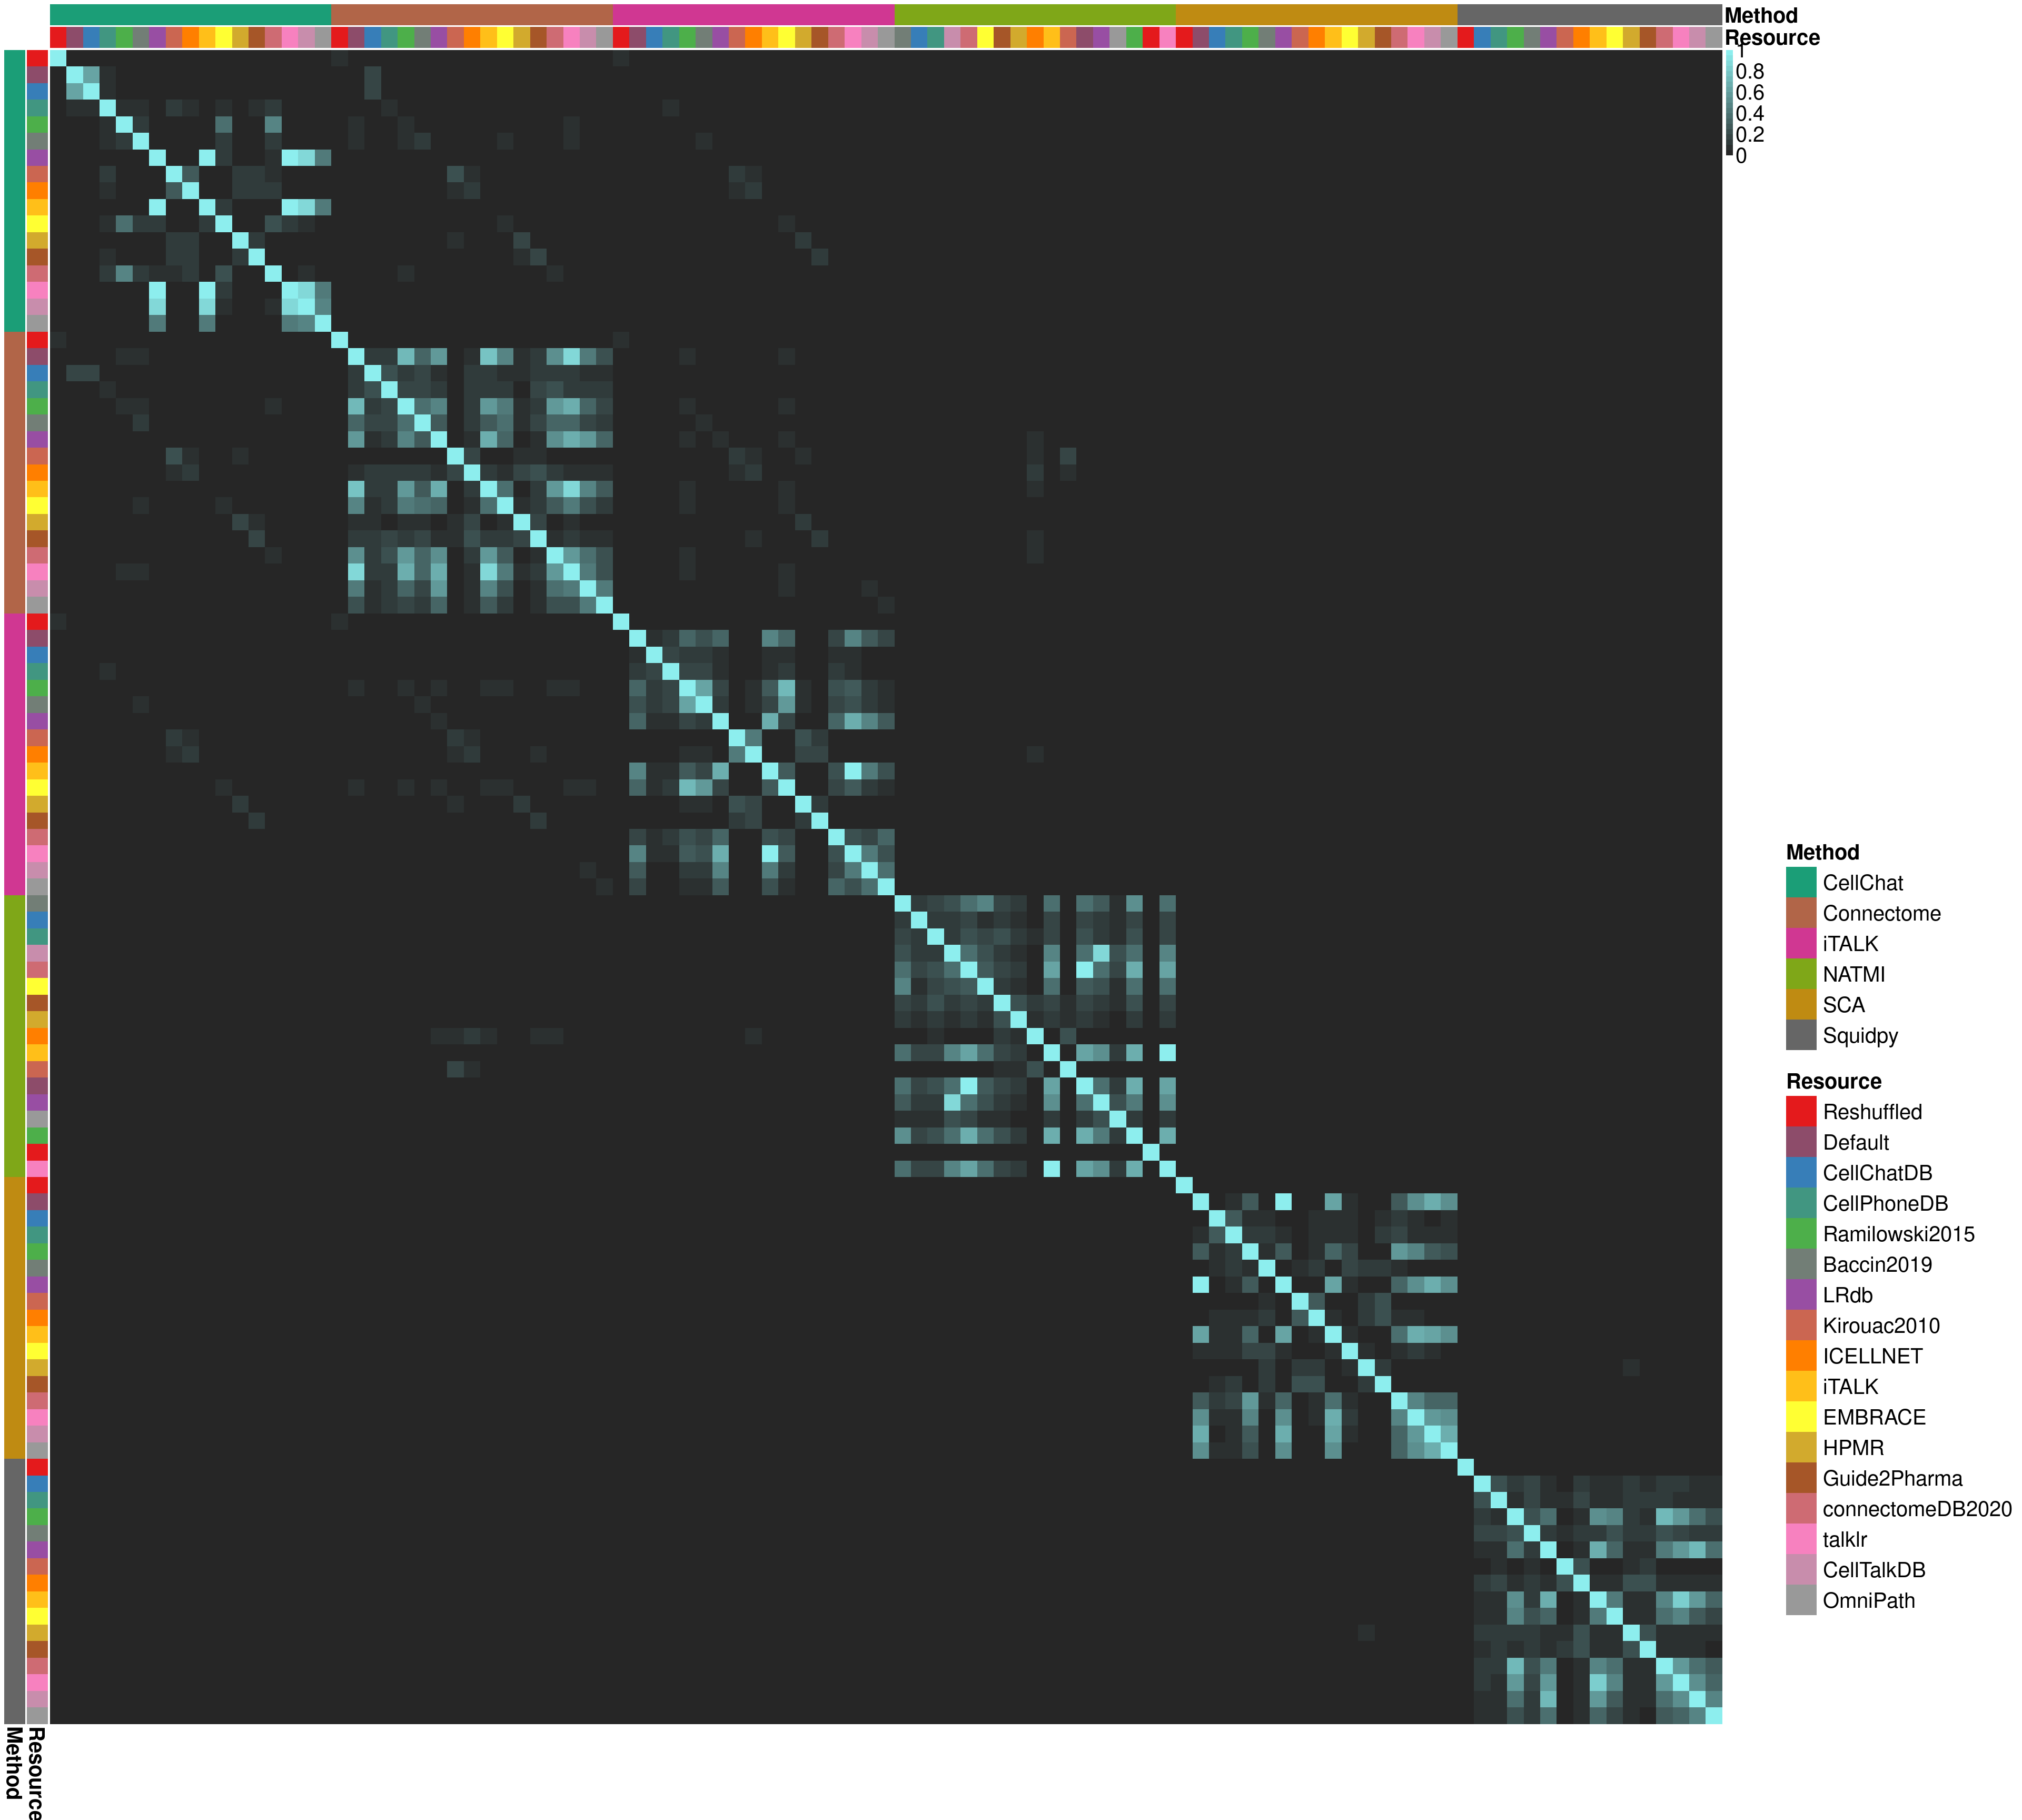 Method
Resource
1
0.8
0.6
0.4
0.2
0
Method
CellChat
Connectome
iTALK
NATMI
SCA
Squidpy
Resource
Reshuffled
Default
CellChatDB
CellPhoneDB
Ramilowski2015
Baccin2019
LRdb
Kirouac2010
ICELLNET
iTALK
EMBRACE
HPMR
Guide2Pharma
connectomeDB2020
talklr
CellTalkDB
OmniPath
Method
Resource